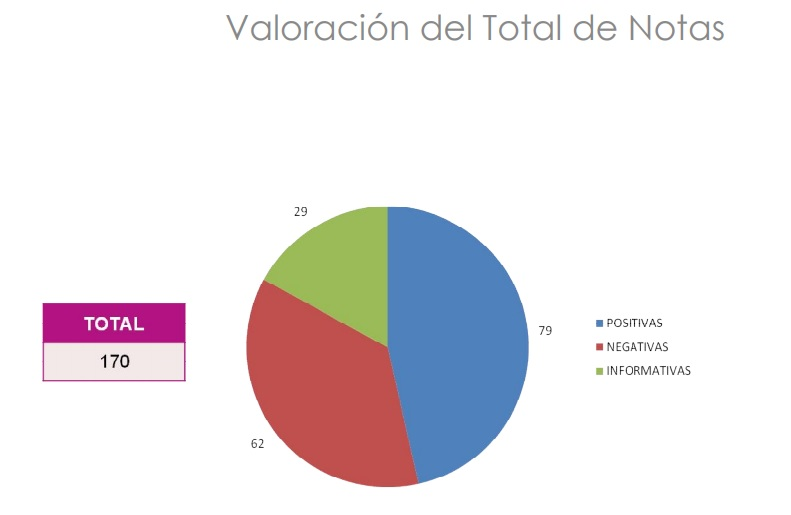 Valoración del Total de Notas
29
TOTAL
170
79
62
POSITIVAS
NEGATIVAS
INFORMATIVAS